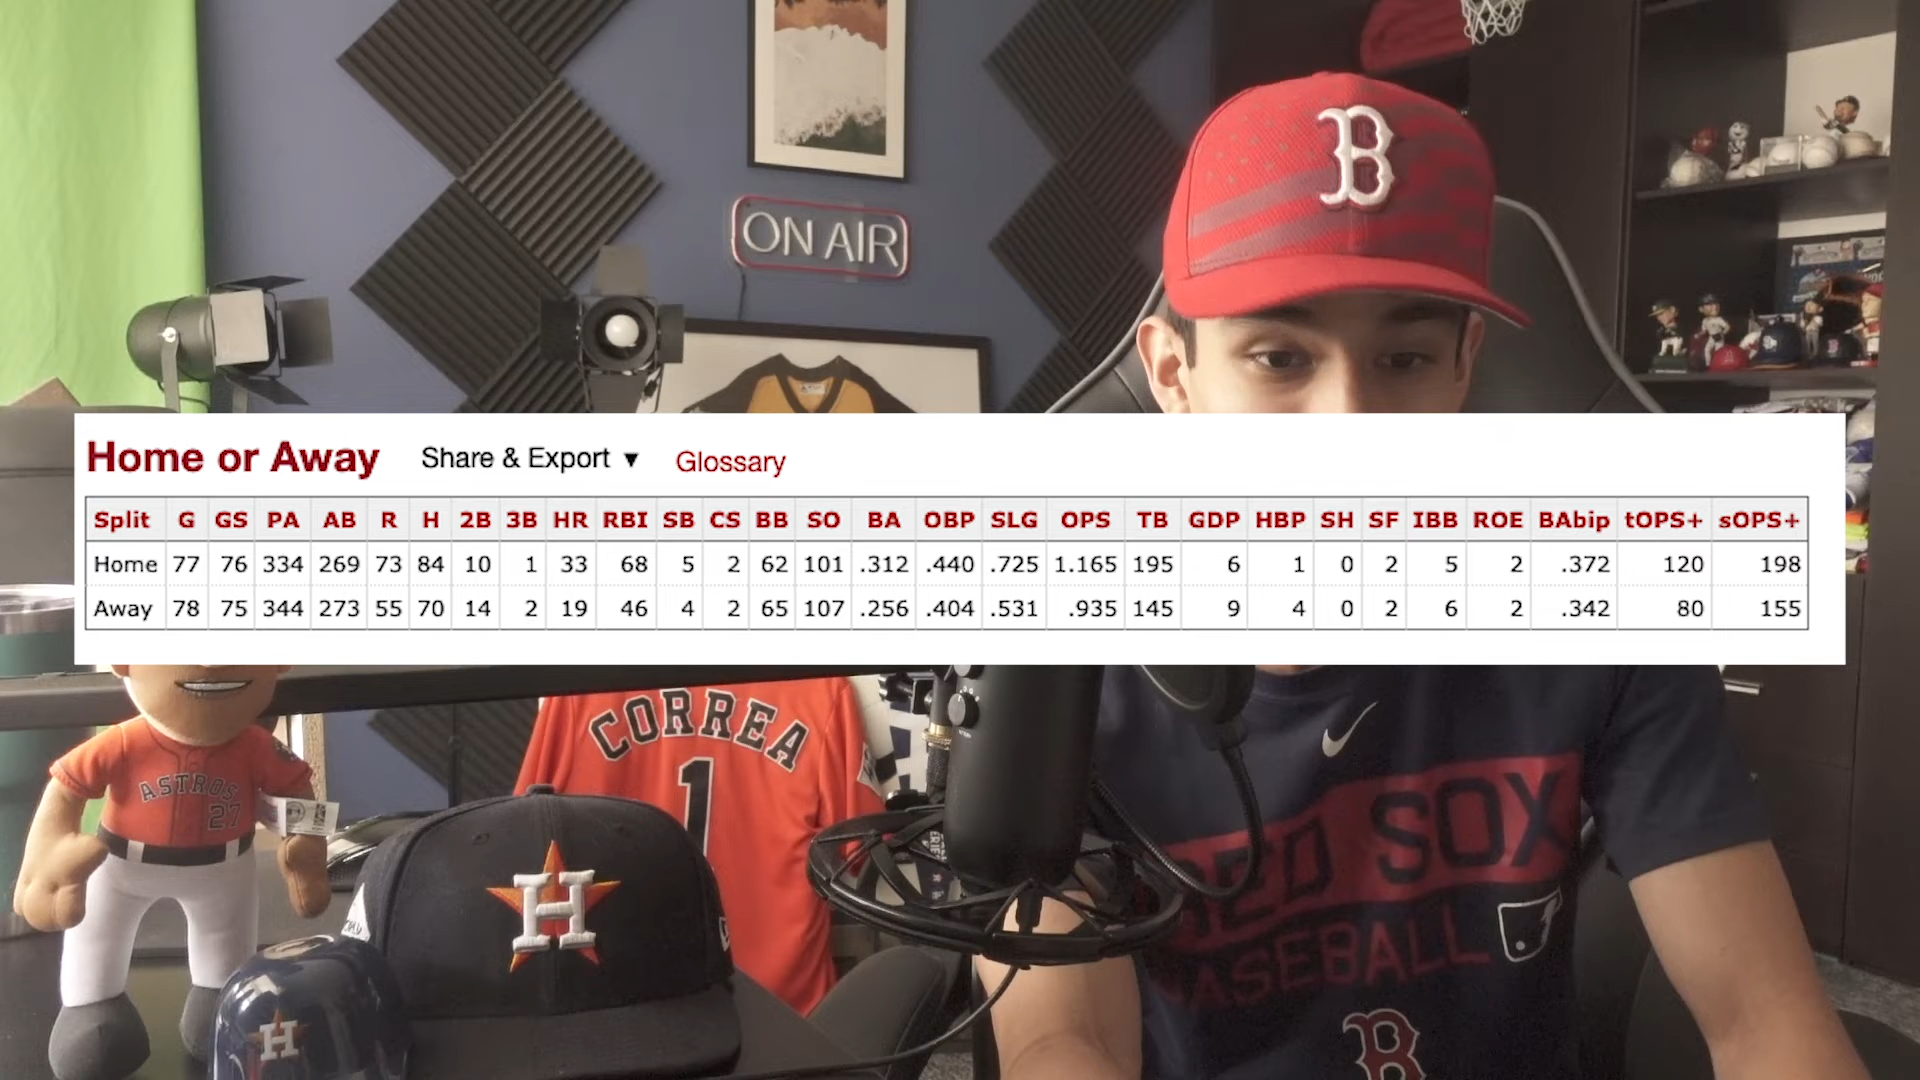 B
ON AIR
Home or Away Share & Export ▼ Glossary
Split G GS PA AB R H 2B 3B HR RBI SB CS BB SO BA OBP SLG OPS TB GDP HBP SH SF IBB ROE BAbip tOPS+ sOPS+
Home 77 76 334 269 73 84 10 1 33 68 5 2 62 101 .312 .440 .725 1.165 195 6 1 0 2 5 2 .372 120 198
Away 78 75 344 273 55 70 14 2 19 46 4 2 65 107 .256 .404 .531 .935 145 9 4 0 2 6 2 .342 80 155
CORREA
1
ASTROS
27
H
H
RED SOX
BASEBALL
B